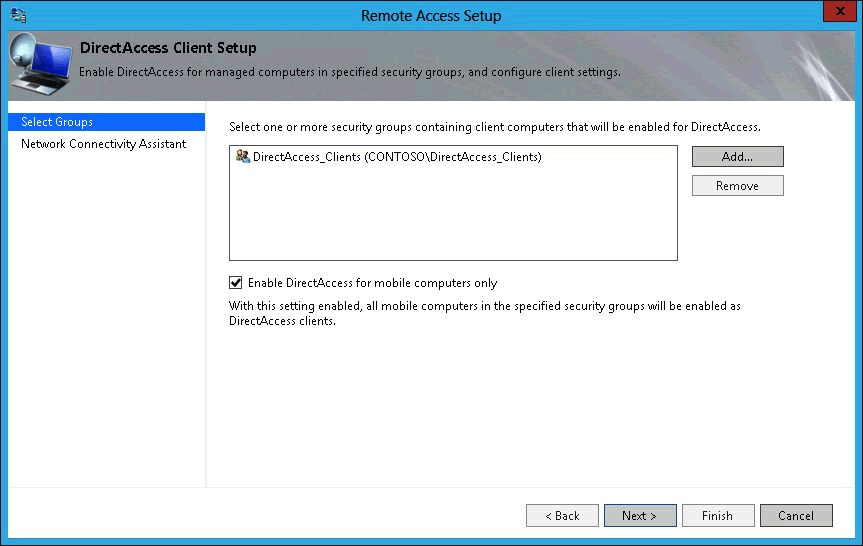 Remote Access Setup
X
DirectAccess Client Setup
Enable DirectAccess for managed computers in specified security groups, and configure client settings.
Select Groups
Network Connectivity Assistant
Select one or more security groups containing client computers that will be enabled for DirectAccess.
DirectAccess_Clients (CONTOSO\DirectAccess_Clients)
Add...
Remove
Enable DirectAccess for mobile computers only
With this setting enabled, all mobile computers in the specified security groups will be enabled as
DirectAccess clients.
< Back
Next >
Finish
Cancel